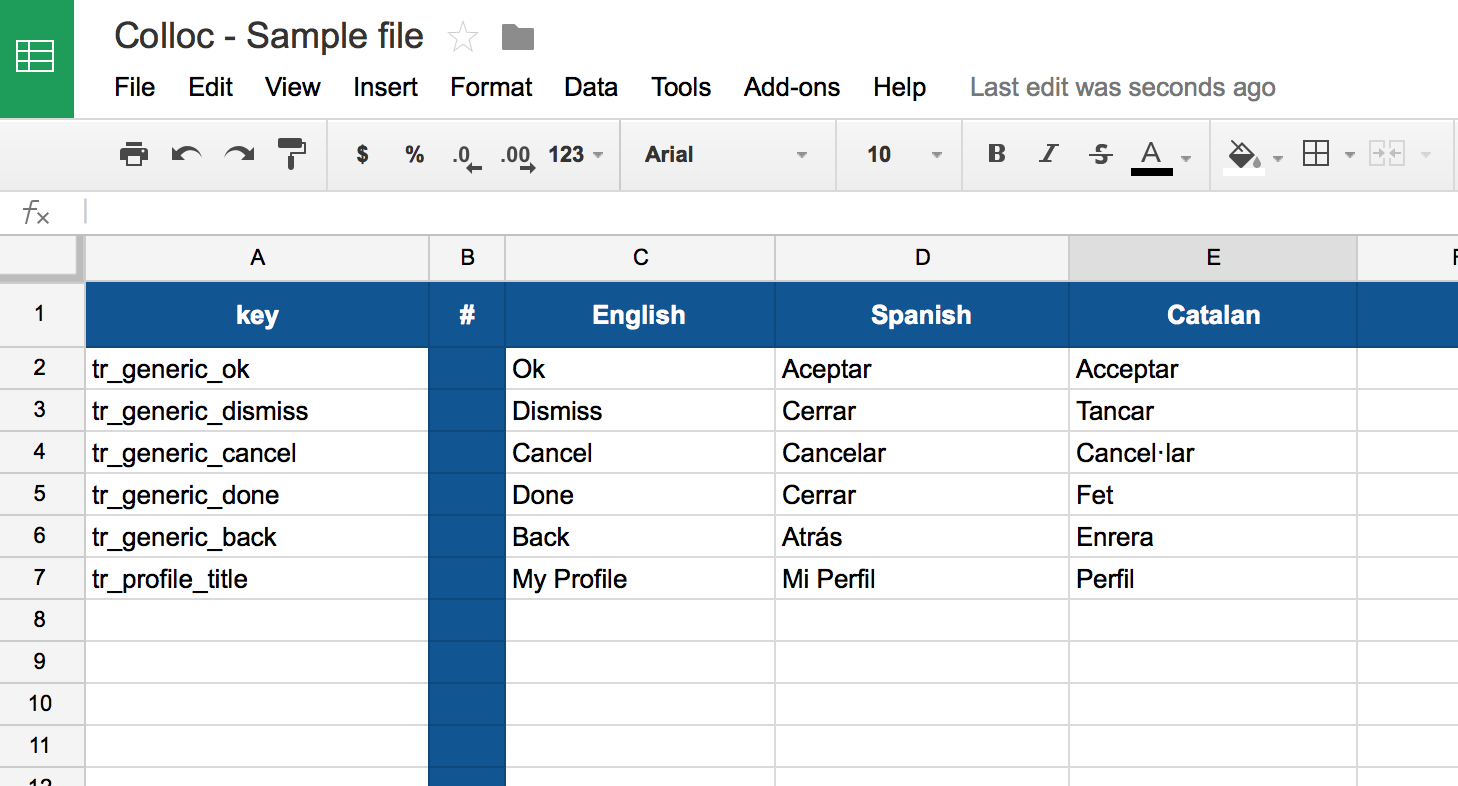 Colloc - Sample file
File Edit View Insert Format Data Tools Add-ons Help Last edit was seconds ago
$ % .0 .00 123 Arial 10 B I S A
fx
A B C D E
1 key # English Spanish Catalan
2 tr_generic_ok Ok Aceptar Acceptar
3 tr_generic_dismiss Dismiss Cerrar Tancar
4 tr_generic_cancel Cancel Cancelar Cancel·lar
5 tr_generic_done Done Cerrar Fet
6 tr_generic_back Back Atrás Enrera
7 tr_profile_title My Profile Mi Perfil Perfil
8
9
10
11